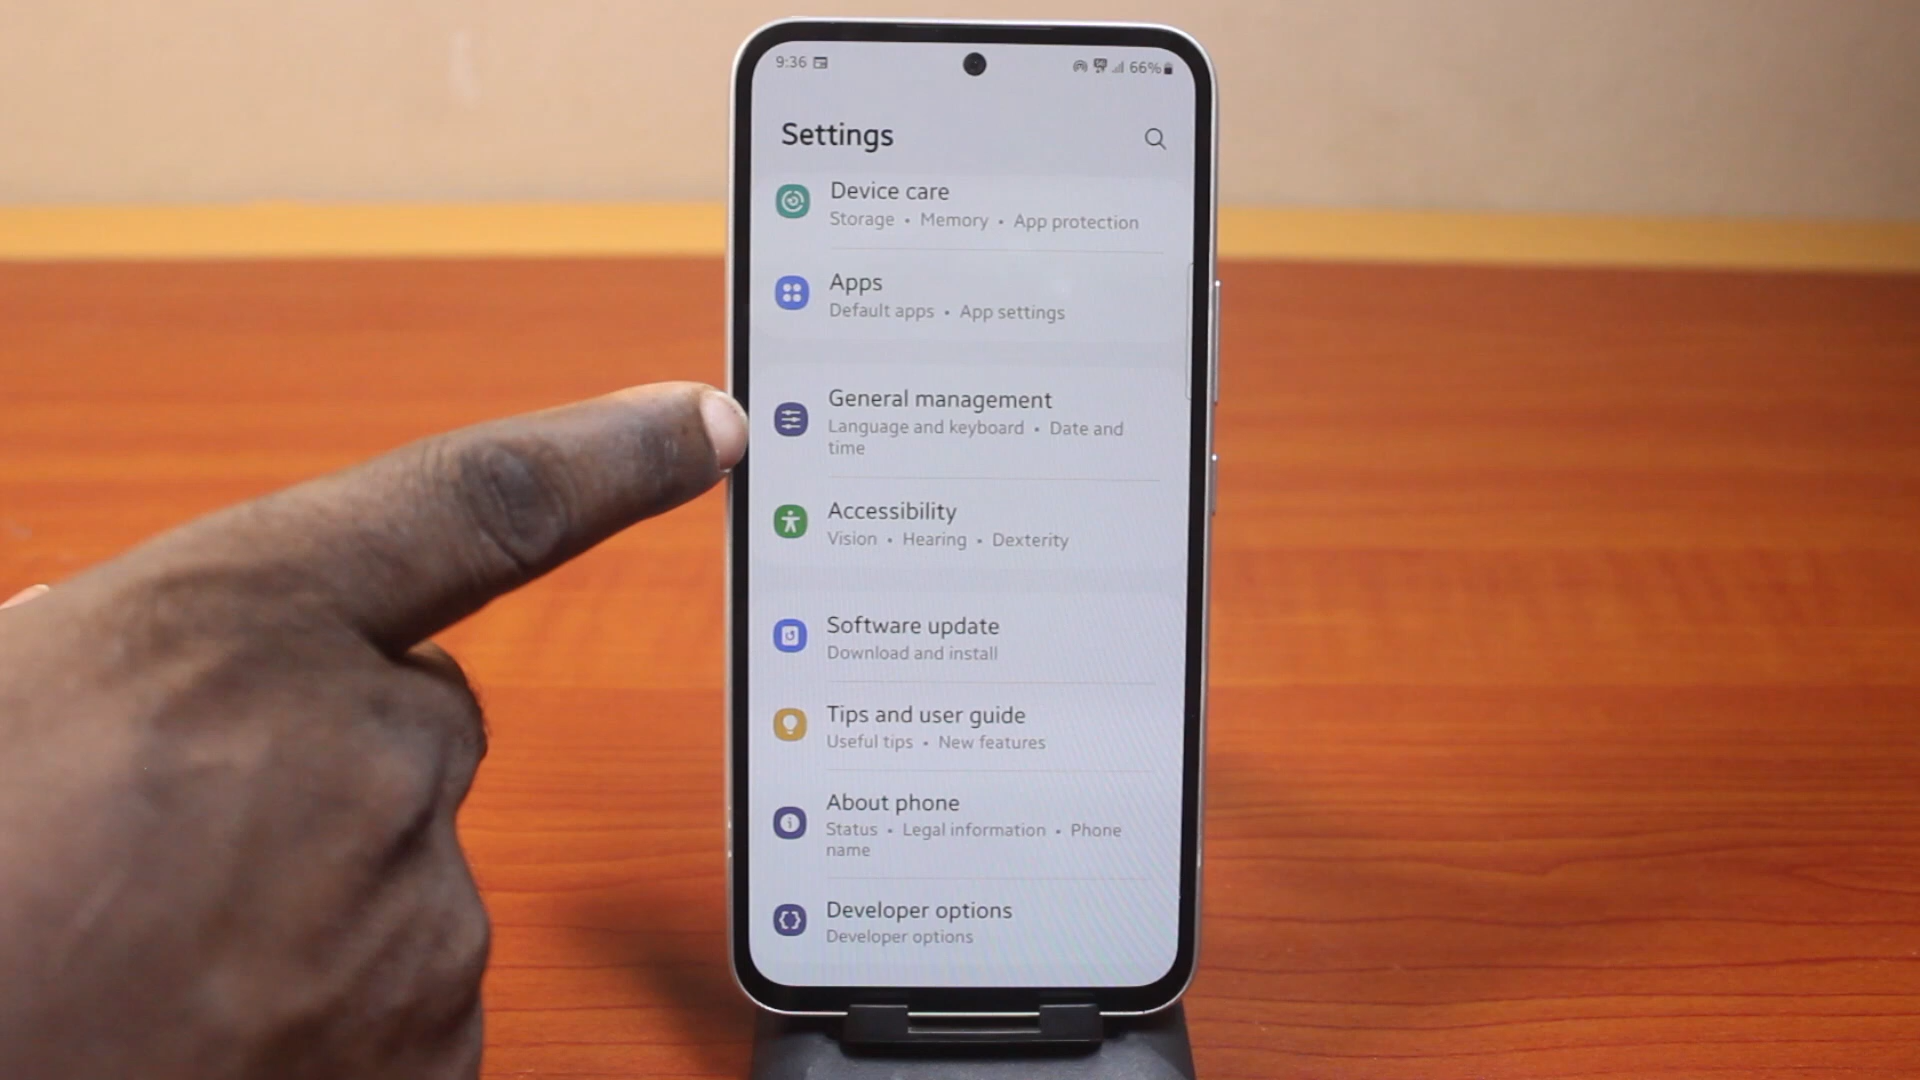 9:36
66%
Settings
Device care
Storage • Memory • App protection
Apps
Default apps • App settings
General management
Language and keyboard • Date and
time
Accessibility
Vision • Hearing • Dexterity
Software update
Download and install
Tips and user guide
Useful tips • New features
About phone
Status • Legal information • Phone
name
Developer options
Developer options